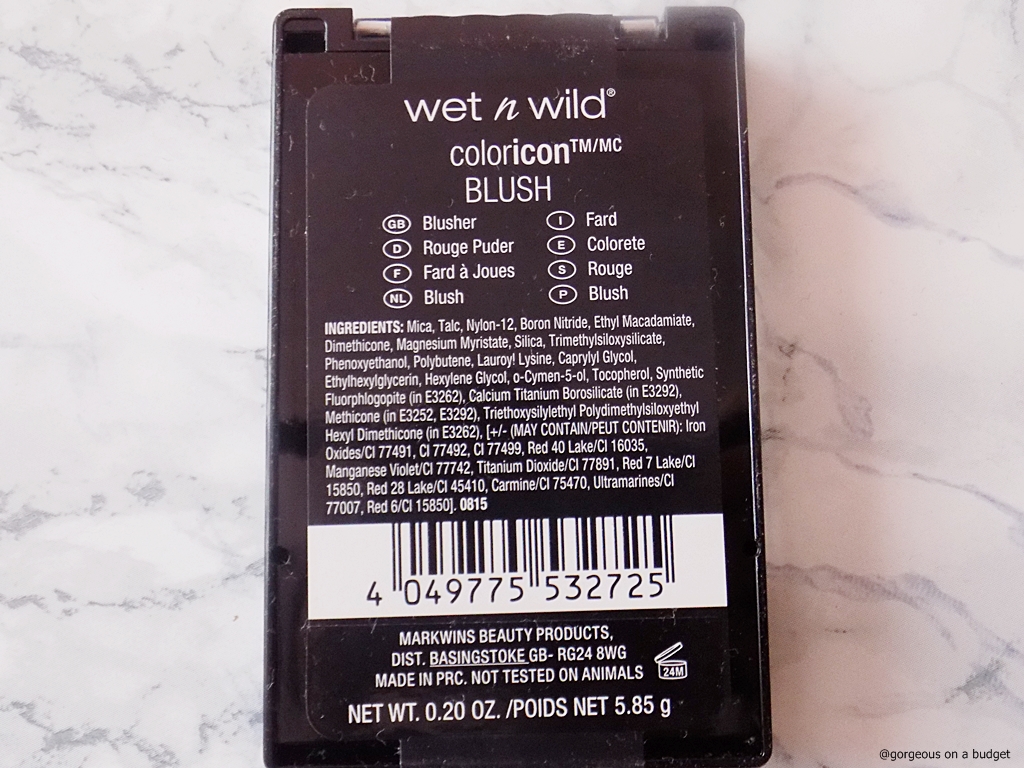 wet n wild®
coloricon™/MC
BLUSH
GB Blusher
D Rouge Puder
F Fard à Joues
NL Blush
I Fard
E Colorete
S Rouge
P Blush
INGREDIENTS: Mica, Talc, Nylon-12, Boron Nitride, Ethyl Macadamiate,
Dimethicone, Magnesium Myristate, Silica, Trimethylsiloxysilicate,
Phenoxyethanol, Polybutene, Lauroyl Lysine, Caprylyl Glycol,
Ethylhexylglycerin, Hexylene Glycol, o-Cymen-5-ol, Tocopherol, Synthetic
Fluorphlogopite (in E3262), Calcium Titanium Borosilicate (in E3292),
Methicone (in E3252, E3292), Triethoxysilylethyl Polydimethylsiloxyethyl
Hexyl Dimethicone (in E3262), [+/- (MAY CONTAIN/PEUT CONTENIR): Iron
Oxides/CI 77491, CI 77492, CI 77499, Red 40 Lake/CI 16035,
Manganese Violet/CI 77742, Titanium Dioxide/CI 77891, Red 7 Lake/CI
15850, Red 28 Lake/CI 45410, Carmine/CI 75470, Ultramarines/CI
77007, Red 6/CI 15850]. 0815
4 049775 532725
MARKWINS BEAUTY PRODUCTS,
DIST. BASINGSTOKE GB- RG24 8WG
MADE IN PRC. NOT TESTED ON ANIMALS
24M
NET WT. 0.20 OZ. /POIDS NET 5.85 g
@gorgeous on a budget